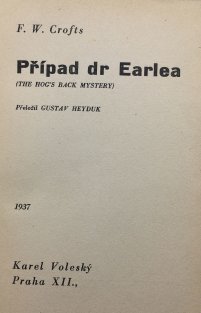 F. W. Crofts
Případ dr Earlea
(THE HOG'S BACK MYSTERY)
Přeložil GUSTAV HEYDUK
1937
Karel Voleský
Praha XII.,